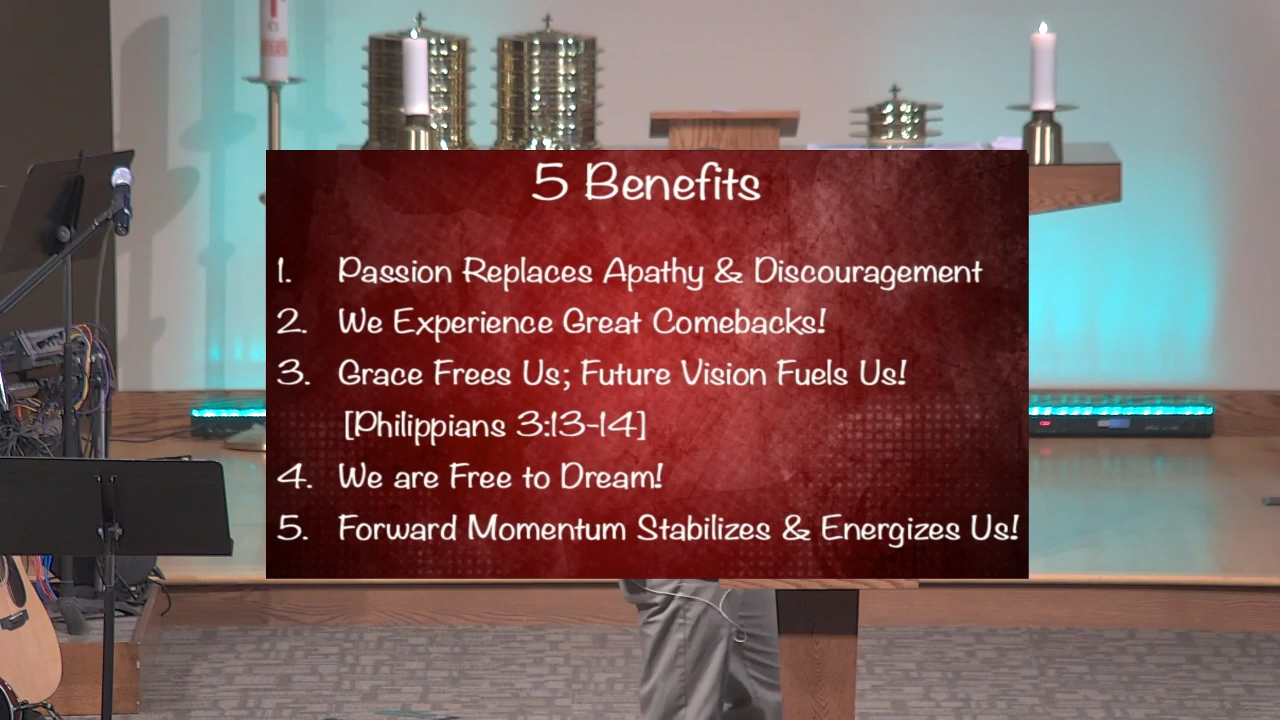 5 Benefits
1. Passion Replaces Apathy & Discouragement
2. We Experience Great Comebacks!
3. Grace Frees Us; Future Vision Fuels Us!
[Philippians 3:13-14]
4. We are Free to Dream!
5. Forward Momentum Stabilizes & Energizes Us!